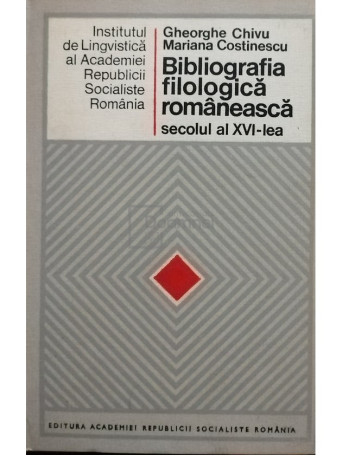 Institutul
de Lingvistică
al Academiei
Republicii
Socialiste
România
Gheorghe Chivu
Mariana Costinescu
Bibliografia
filologică
românească
secolul al XVI-lea
EDITURA ACADEMIEI REPUBLICII SOCIALISTE ROMÂNIA